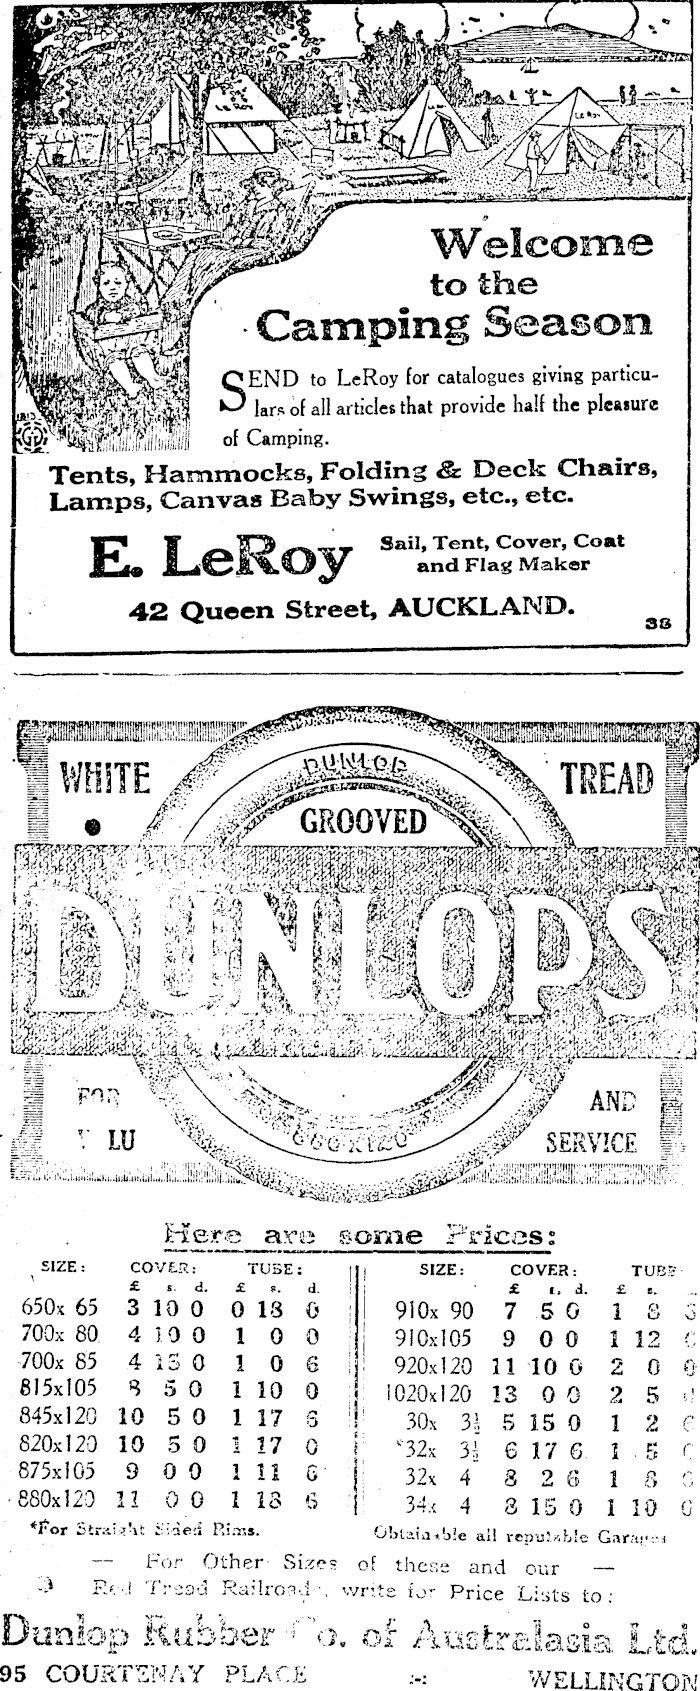 LE ROY
LE ROY
Welcome
to the
Camping Season
SEND to LeRoy for catalogues giving particu-
lars of all articles that provide half the pleasure
of Camping.
Tents, Hammocks, Folding & Deck Chairs,
Lamps, Canvas Baby Swings, etc., etc.
E. LeRoy
Sail, Tent, Cover, Coat
and Flag Maker
42 Queen Street, AUCKLAND.
38
WHITE TREAD
DUNLOP
GROOVED
DUNLOPS
FOR AND
SERVICE
Here are some Prices:
SIZE: COVER: TUBE:
£ s. d. £ s. d.
650x 65 3 10 0 0 18 0
700x 80 4 10 0 1 0 0
700x 85 4 15 0 1 0 6
815x105 8 5 0 1 10 0
845x120 10 5 0 1 17 6
820x120 10 5 0 1 17 0
875x105 9 0 0 1 11 6
880x120 11 0 0 1 18 6
*For Straight Sided Rims.
SIZE: COVER: TUBE
£ s. d. £ s.
910x 90 7 5 0 1 8
910x105 9 0 0 1 12
920x120 11 10 0 2 0
1020x120 13 0 0 2 5
30x 3½ 5 15 0 1 2
*32x 3½ 6 17 6 1 5
32x 4 8 2 6 1 8
34x 4 8 15 0 1 10
Obtainable all reputable Garages
— For Other Sizes of these and our —
Red Tread Railroads, write for Price Lists to:
Dunlop Rubber Co. of Australasia Ltd.
95 COURTENAY PLACE :-: WELLINGTON